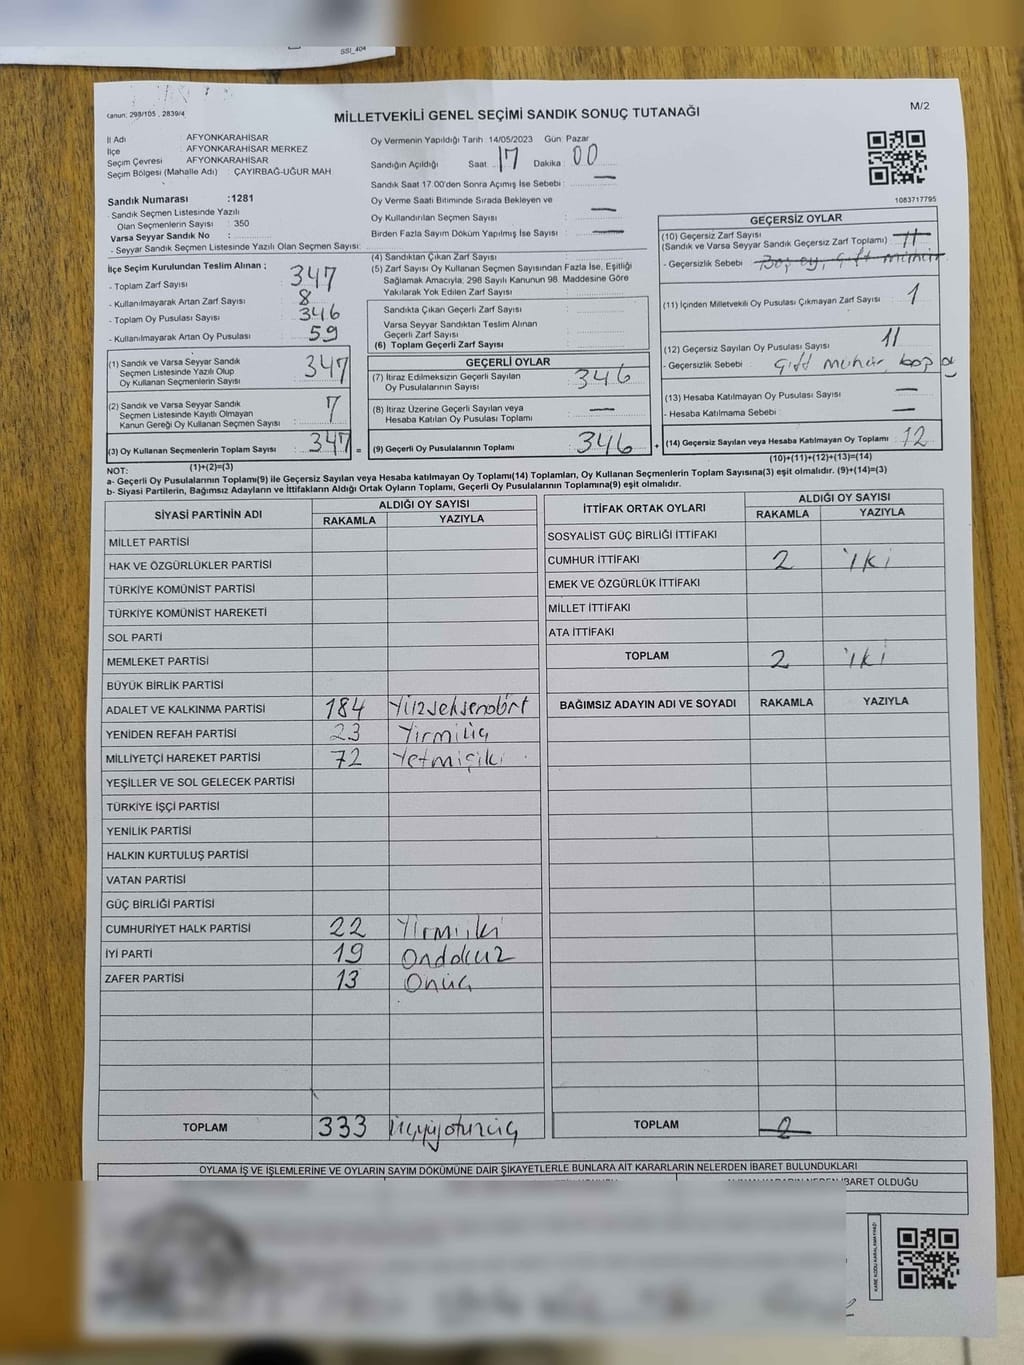 SSI_404
Kanun: 298/105 , 2839/4
MİLLETVEKİLİ GENEL SEÇİMİ SANDIK SONUÇ TUTANAĞI
M/2
İl Adı AFYONKARAHİSAR
İlçe AFYONKARAHİSAR MERKEZ
Seçim Çevresi AFYONKARAHİSAR
Seçim Bölgesi (Mahalle Adı) : ÇAYIRBAĞ-UĞUR MAH
Sandık Numarası :1281
- Sandık Seçmen Listesinde Yazılı
Olan Seçmenlerin Sayısı : 350
Varsa Seyyar Sandık No :
- Seyyar Sandık Seçmen Listesinde Yazılı Olan Seçmen Sayısı:
Oy Vermenin Yapıldığı Tarih :14/05/2023 Gün: Pazar
Sandığın Açıldığı Saat : 17 Dakika : 00
Sandık Saat 17.00'den Sonra Açımış İse Sebebi : —
Oy Verme Saati Bitiminde Sırada Bekleyen ve
Oy Kullandırılan Seçmen Sayısı : —
Birden Fazla Sayım Döküm Yapılmış İse Sayısı : —
1083717795
İlçe Seçim Kurulundan Teslim Alınan ;
- Toplam Zarf Sayısı : 347
- Kullanılmayarak Artan Zarf Sayısı : 8
- Toplam Oy Pusulası Sayısı : 346
- Kullanılmayarak Artan Oy Pusulası : 59
(1) Sandık ve Varsa Seyyar Sandık
Seçmen Listesinde Yazılı Olup
Oy Kullanan Seçmenlerin Sayısı : 347
(2) Sandık ve Varsa Seyyar Sandık
Seçmen Listesinde Kayıtlı Olmayan
Kanun Gereği Oy Kullanan Seçmen Sayısı : 7
(3) Oy Kullanan Seçmenlerin Toplam Sayısı : 347 =
(1)+(2)=(3)
(4) Sandıktan Çıkan Zarf Sayısı :
(5) Zarf Sayısı Oy Kullanan Seçmen Sayısından Fazla İse, Eşitliği
Sağlamak Amacıyla, 298 Sayılı Kanunun 98. Maddesine Göre
Yakılarak Yok Edilen Zarf Sayısı :
Sandıkta Çıkan Geçerli Zarf Sayısı :
Varsa Seyyar Sandıktan Teslim Alınan
Geçerli Zarf Sayısı :
(6) Toplam Geçerli Zarf Sayısı :
GEÇERLİ OYLAR
(7) İtiraz Edilmeksizin Geçerli Sayılan
Oy Pusulalarının Sayısı : 346
(8) İtiraz Üzerine Geçerli Sayılan veya
Hesaba Katılan Oy Pusulası Toplamı : —
(9) Geçerli Oy Pusulalarının Toplamı : 346 +
GEÇERSİZ OYLAR
(10) Geçersiz Zarf Sayısı
(Sandık ve Varsa Seyyar Sandık Geçersiz Zarf Toplamı) : 11
- Geçersizlik Sebebi : Boş oy, Çift mühür
(11) İçinden Milletvekili Oy Pusulası Çıkmayan Zarf Sayısı : 1
(12) Geçersiz Sayılan Oy Pusulası Sayısı : 11
- Geçersizlik Sebebi : Çift mühür,
(13) Hesaba Katılmayan Oy Pusulası Sayısı : —
- Hesaba Katılmama Sebebi : —
(14) Geçersiz Sayılan veya Hesaba Katılmayan Oy Toplamı : 12
(10)+(11)+(12)+(13)=(14)
NOT:
a- Geçerli Oy Pusulalarının Toplamı(9) ile Geçersiz Sayılan veya Hesaba katılmayan Oy Toplamı(14) Toplamları, Oy Kullanan Seçmenlerin Toplam Sayısına(3) eşit olmalıdır. (9)+(14)=(3)
b- Siyasi Partilerin, Bağımsız Adayların ve İttifakların Aldığı Ortak Oyların Toplamı, Geçerli Oy Pusulalarının Toplamına(9) eşit olmalıdır.
SİYASİ PARTİNİN ADI ALDIĞI OY SAYISI
RAKAMLA YAZIYLA
MİLLET PARTİSİ
HAK VE ÖZGÜRLÜKLER PARTİSİ
TÜRKİYE KOMÜNİST PARTİSİ
TÜRKİYE KOMÜNİST HAREKETİ
SOL PARTİ
MEMLEKET PARTİSİ
BÜYÜK BİRLİK PARTİSİ
ADALET VE KALKINMA PARTİSİ 184 Yüzseksendört
YENİDEN REFAH PARTİSİ 23 Yirmiüç
MİLLİYETÇİ HAREKET PARTİSİ 72 Yetmişiki
YEŞİLLER VE SOL GELECEK PARTİSİ
TÜRKİYE İŞÇİ PARTİSİ
YENİLİK PARTİSİ
HALKIN KURTULUŞ PARTİSİ
VATAN PARTİSİ
GÜÇ BİRLİĞİ PARTİSİ
CUMHURİYET HALK PARTİSİ 22 Yirmiiki
İYİ PARTİ 19 Ondokuz
ZAFER PARTİSİ 13 Onüç
TOPLAM 333 üçyüzotuzüç
İTTİFAK ORTAK OYLARI ALDIĞI OY SAYISI
RAKAMLA YAZIYLA
SOSYALİST GÜÇ BİRLİĞİ İTTİFAKI
CUMHUR İTTİFAKI 2 iki
EMEK VE ÖZGÜRLÜK İTTİFAKI
MİLLET İTTİFAKI
ATA İTTİFAKI
TOPLAM 2 iki
BAĞIMSIZ ADAYIN ADI VE SOYADI RAKAMLA YAZIYLA
TOPLAM
OYLAMA İŞ VE İŞLEMLERİNE VE OYLARIN SAYIM DÖKÜMÜNE DAİR ŞİKAYETLERLE BUNLARA AİT KARARLARIN NELERDEN İBARET BULUNDUKLARI
İBARET OLDUĞU